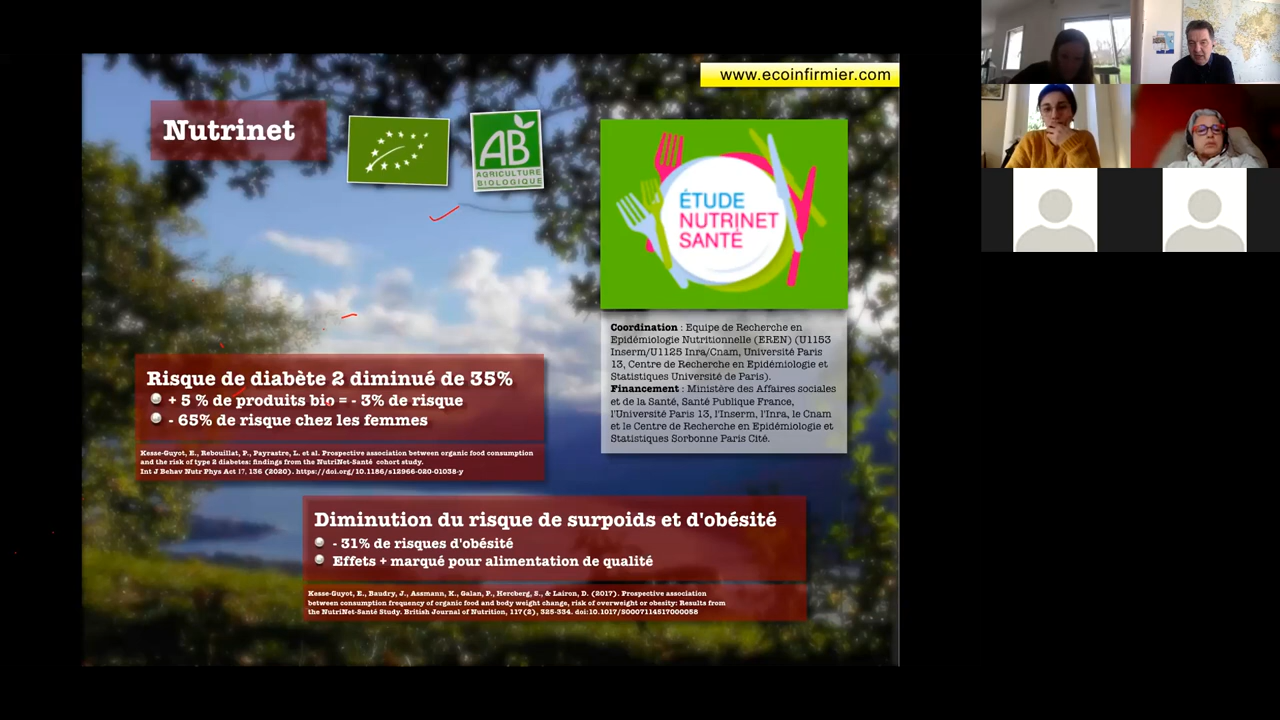 www.ecoinfirmier.com
Nutrinet
AB
AGRICULTURE
BIOLOGIQUE
ÉTUDE
NUTRINET
SANTÉ
Coordination : Equipe de Recherche en
Epidémiologie Nutritionnelle (EREN) (U1153
Inserm/U1125 Inra/Cnam, Université Paris
13, Centre de Recherche en Epidémiologie et
Statistiques Université de Paris).
Financement : Ministère des Affaires sociales
et de la Santé, Santé Publique France,
l'Université Paris 13, l'Inserm, l'Inra, le Cnam
et le Centre de Recherche en Epidémiologie et
Statistiques Sorbonne Paris Cité.
Risque de diabète 2 diminué de 35%
+ 5 % de produits bio = - 3% de risque
- 65% de risque chez les femmes
Kesse-Guyot, E., Rebouillat, P., Payrastre, L. et al. Prospective association between organic food consumption
and the risk of type 2 diabetes: findings from the NutriNet-Santé cohort study.
Int J Behav Nutr Phys Act 17, 136 (2020). https://doi.org/10.1186/s12966-020-01038-y
Diminution du risque de surpoids et d'obésité
- 31% de risques d'obésité
Effets + marqué pour alimentation de qualité
Kesse-Guyot, E., Baudry, J., Assmann, K., Galan, P., Hercberg, S., & Lairon, D. (2017). Prospective association
between consumption frequency of organic food and body weight change, risk of overweight or obesity: Results from
the NutriNet-Santé Study. British Journal of Nutrition, 117(2), 325-334. doi:10.1017/S0007114517000058